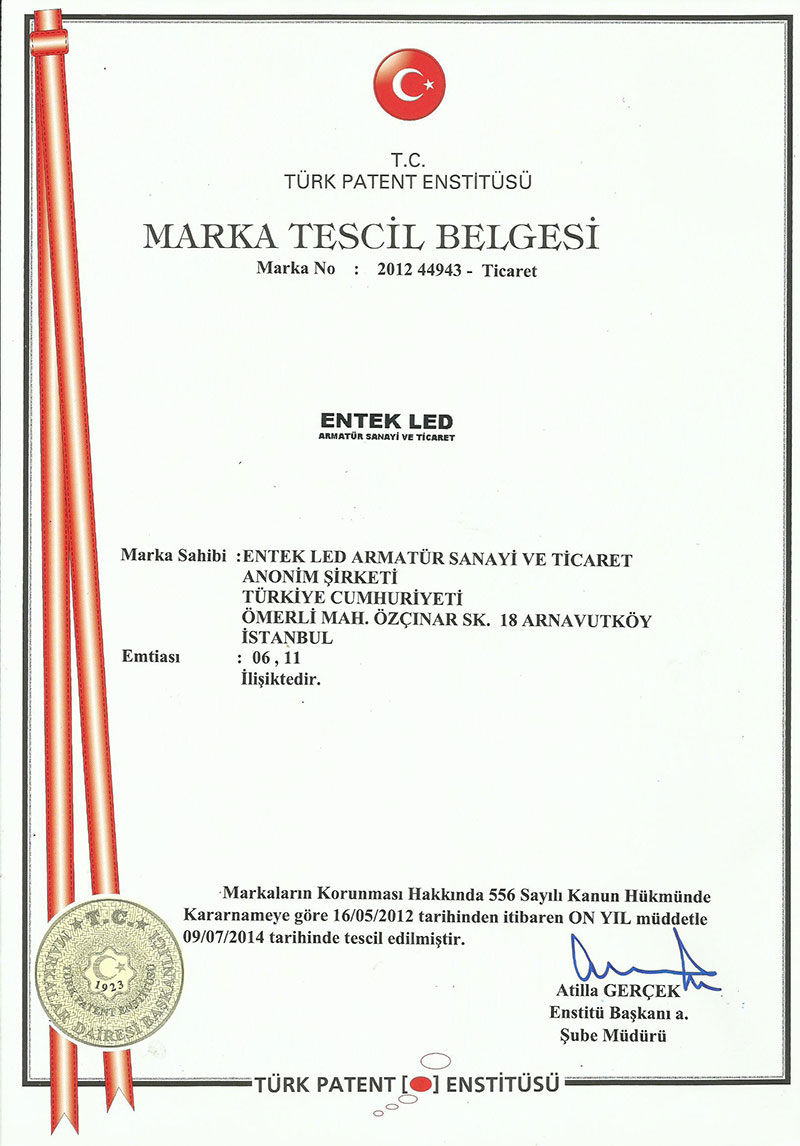 T.C.
TÜRK PATENT ENSTİTÜSÜ
MARKA TESCİL BELGESİ
Marka No : 2012 44943 - Ticaret
ENTEK LED
ARMATÜR SANAYİ VE TİCARET
Marka Sahibi :ENTEK LED ARMATÜR SANAYİ VE TİCARET
ANONİM ŞİRKETİ
TÜRKİYE CUMHURİYETİ
ÖMERLİ MAH. ÖZÇINAR SK. 18 ARNAVUTKÖY
İSTANBUL
Emtiası : 06 , 11
İlişiktedir.
Markaların Korunması Hakkında 556 Sayılı Kanun Hükmünde
Kararnameye göre 16/05/2012 tarihinden itibaren ON YIL müddetle
09/07/2014 tarihinde tescil edilmiştir.
T.C.
MARKALAR DAİRESİ BAŞKANLIĞI
TÜRK PATENT ENSTİTÜSÜ
1923
Atilla GERÇEK
Enstitü Başkanı a.
Şube Müdürü
TÜRK PATENT [ ] ENSTİTÜSÜ